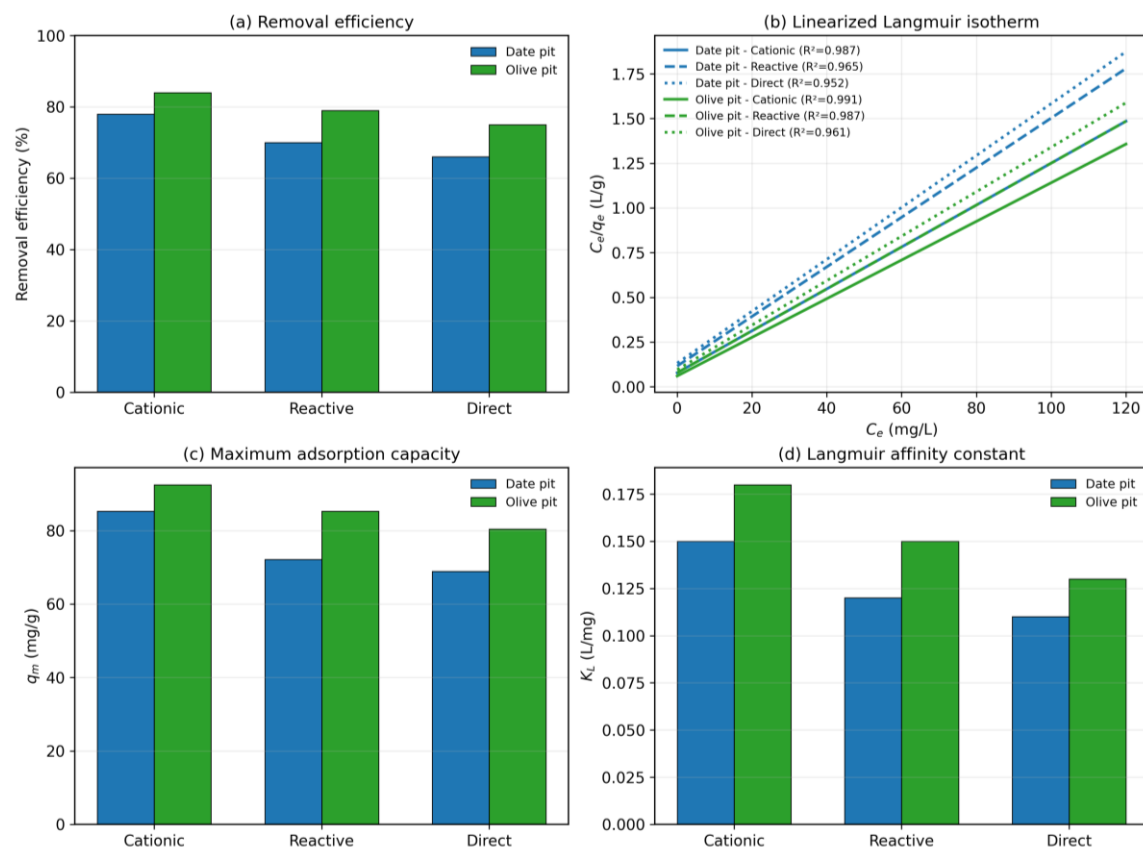 (a) Removal efficiency
Removal efficiency (%)
100
80
60
40
20
0
Date pit
Olive pit
Cationic
Reactive
Direct
(b) Linearized Langmuir isotherm
Cₑ/qₑ (L/g)
1.75
1.50
1.25
1.00
0.75
0.50
0.25
0.00
Date pit - Cationic (R²=0.987)
Date pit - Reactive (R²=0.965)
Date pit - Direct (R²=0.952)
Olive pit - Cationic (R²=0.991)
Olive pit - Reactive (R²=0.987)
Olive pit - Direct (R²=0.961)
0
20
40
60
80
100
120
Cₑ (mg/L)
(c) Maximum adsorption capacity
qₘ (mg/g)
80
60
40
20
0
Date pit
Olive pit
Cationic
Reactive
Direct
(d) Langmuir affinity constant
K_L (L/mg)
0.175
0.150
0.125
0.100
0.075
0.050
0.025
0.000
Date pit
Olive pit
Cationic
Reactive
Direct